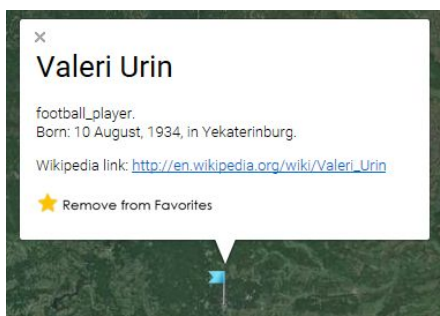 Valeri Urin
football_player.
Born: 10 August, 1934, in Yekaterinburg.
Wikipedia link: http://en.wikipedia.org/wiki/Valeri_Urin
Remove from Favorites